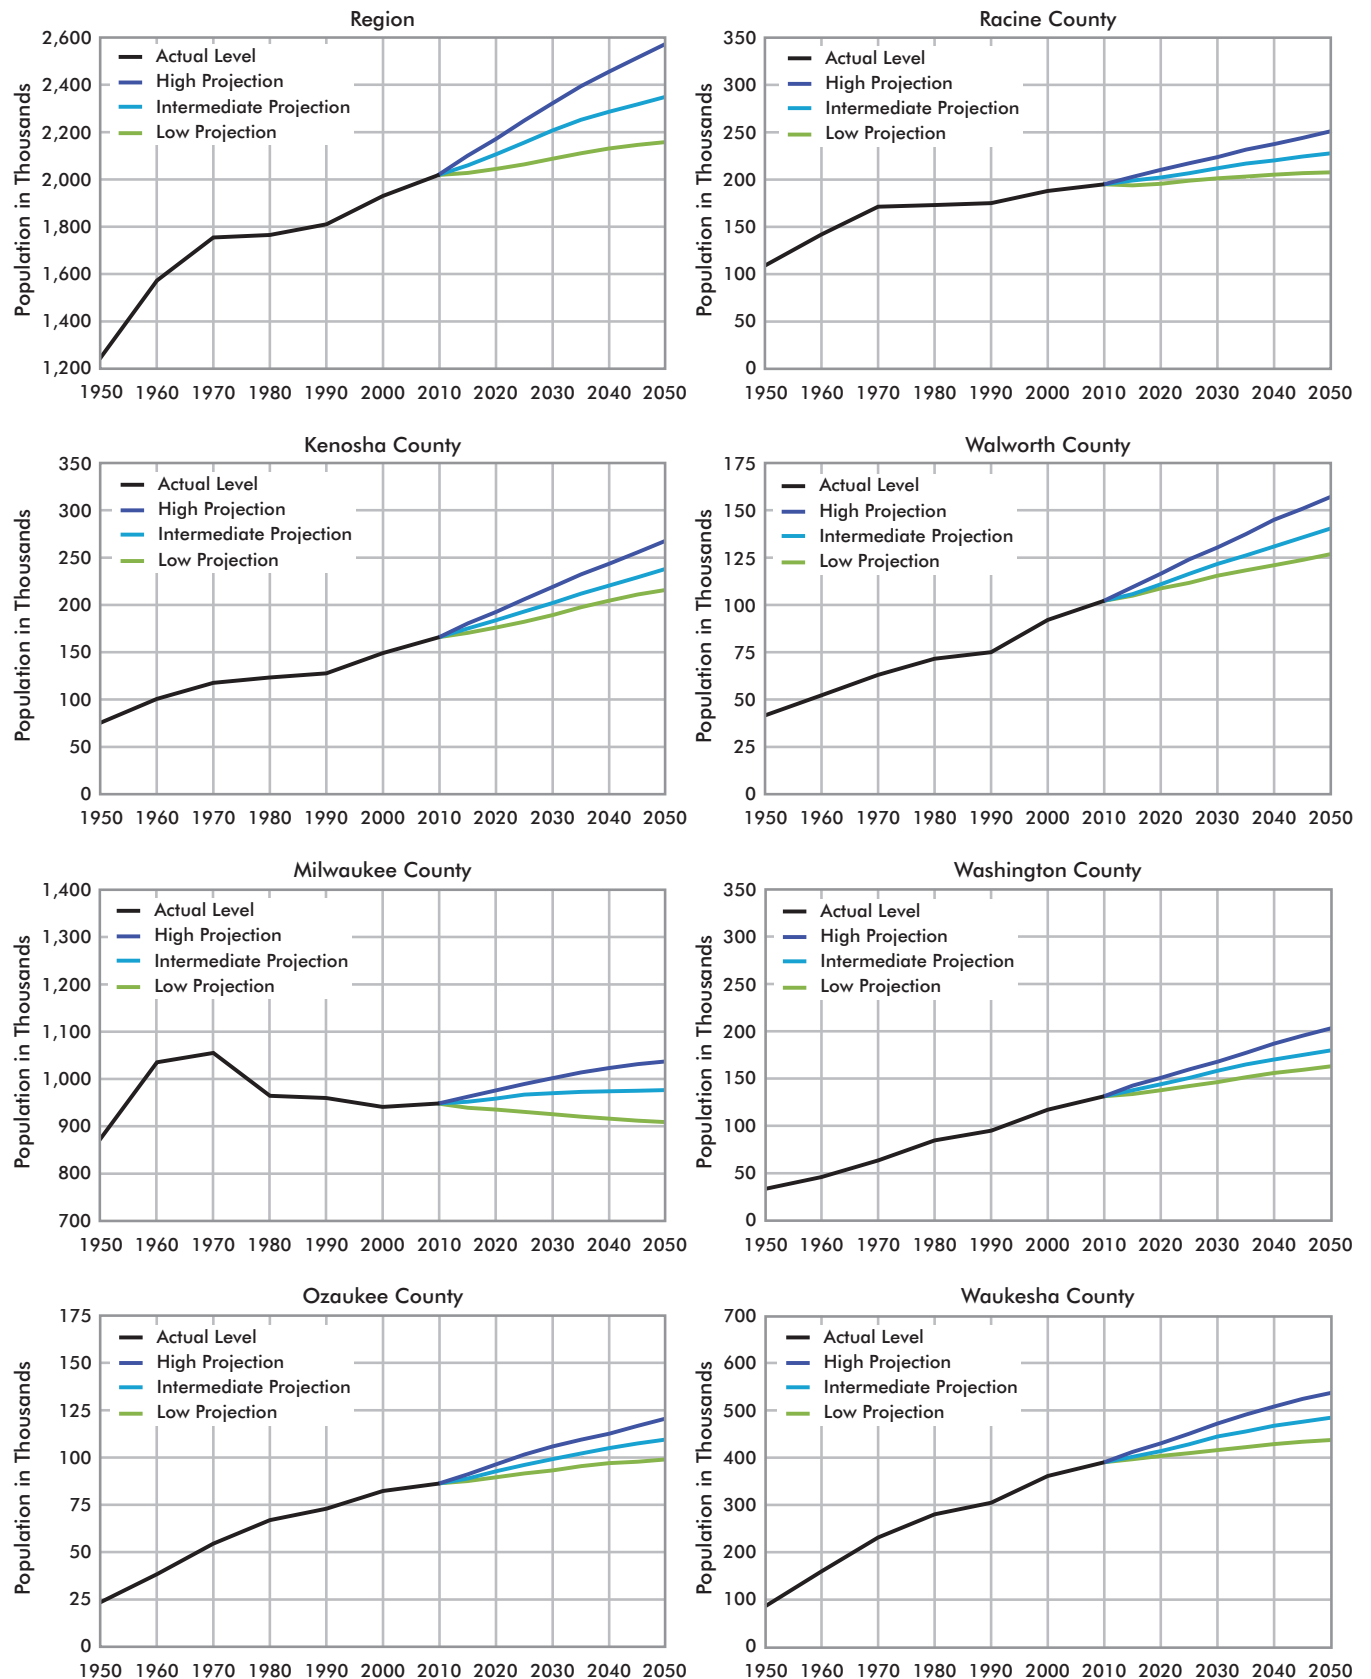 Region
Population in Thousands
2,600
2,400
2,200
2,000
1,800
1,600
1,400
1,200
Actual Level
High Projection
Intermediate Projection
Low Projection
1950 1960 1970 1980 1990 2000 2010 2020 2030 2040 2050
Racine County
Population in Thousands
350
300
250
200
150
100
50
0
Actual Level
High Projection
Intermediate Projection
Low Projection
1950 1960 1970 1980 1990 2000 2010 2020 2030 2040 2050
Kenosha County
Population in Thousands
350
300
250
200
150
100
50
0
Actual Level
High Projection
Intermediate Projection
Low Projection
1950 1960 1970 1980 1990 2000 2010 2020 2030 2040 2050
Walworth County
Population in Thousands
175
150
125
100
75
50
25
0
Actual Level
High Projection
Intermediate Projection
Low Projection
1950 1960 1970 1980 1990 2000 2010 2020 2030 2040 2050
Milwaukee County
Population in Thousands
1,400
1,300
1,200
1,100
1,000
900
800
700
Actual Level
High Projection
Intermediate Projection
Low Projection
1950 1960 1970 1980 1990 2000 2010 2020 2030 2040 2050
Washington County
Population in Thousands
350
300
250
200
150
100
50
0
Actual Level
High Projection
Intermediate Projection
Low Projection
1950 1960 1970 1980 1990 2000 2010 2020 2030 2040 2050
Ozaukee County
Population in Thousands
175
150
125
100
75
50
25
0
Actual Level
High Projection
Intermediate Projection
Low Projection
1950 1960 1970 1980 1990 2000 2010 2020 2030 2040 2050
Waukesha County
Population in Thousands
700
600
500
400
300
200
100
0
Actual Level
High Projection
Intermediate Projection
Low Projection
1950 1960 1970 1980 1990 2000 2010 2020 2030 2040 2050